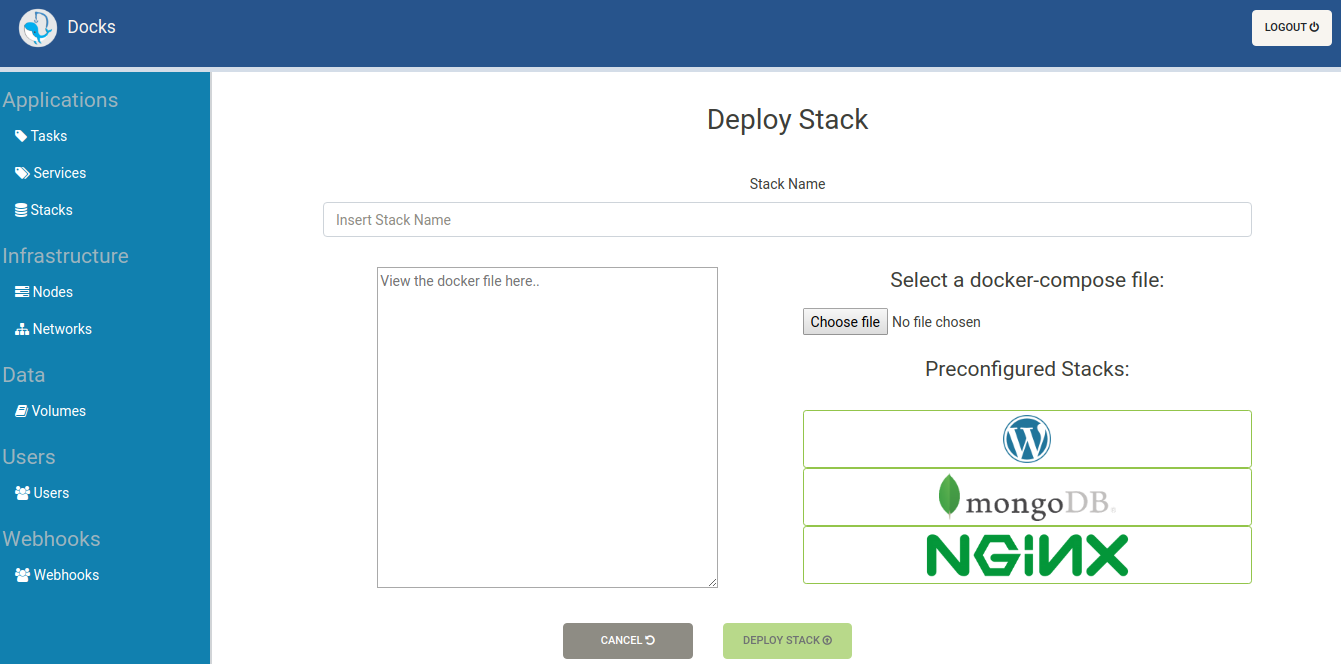 Docks
LOGOUT
Applications
Tasks
Services
Stacks
Infrastructure
Nodes
Networks
Data
Volumes
Users
Users
Webhooks
Webhooks
Deploy Stack
Stack Name
Insert Stack Name
View the docker file here..
Select a docker-compose file:
Choose file No file chosen
Preconfigured Stacks:
W
mongoDB
NGiNX
CANCEL
DEPLOY STACK